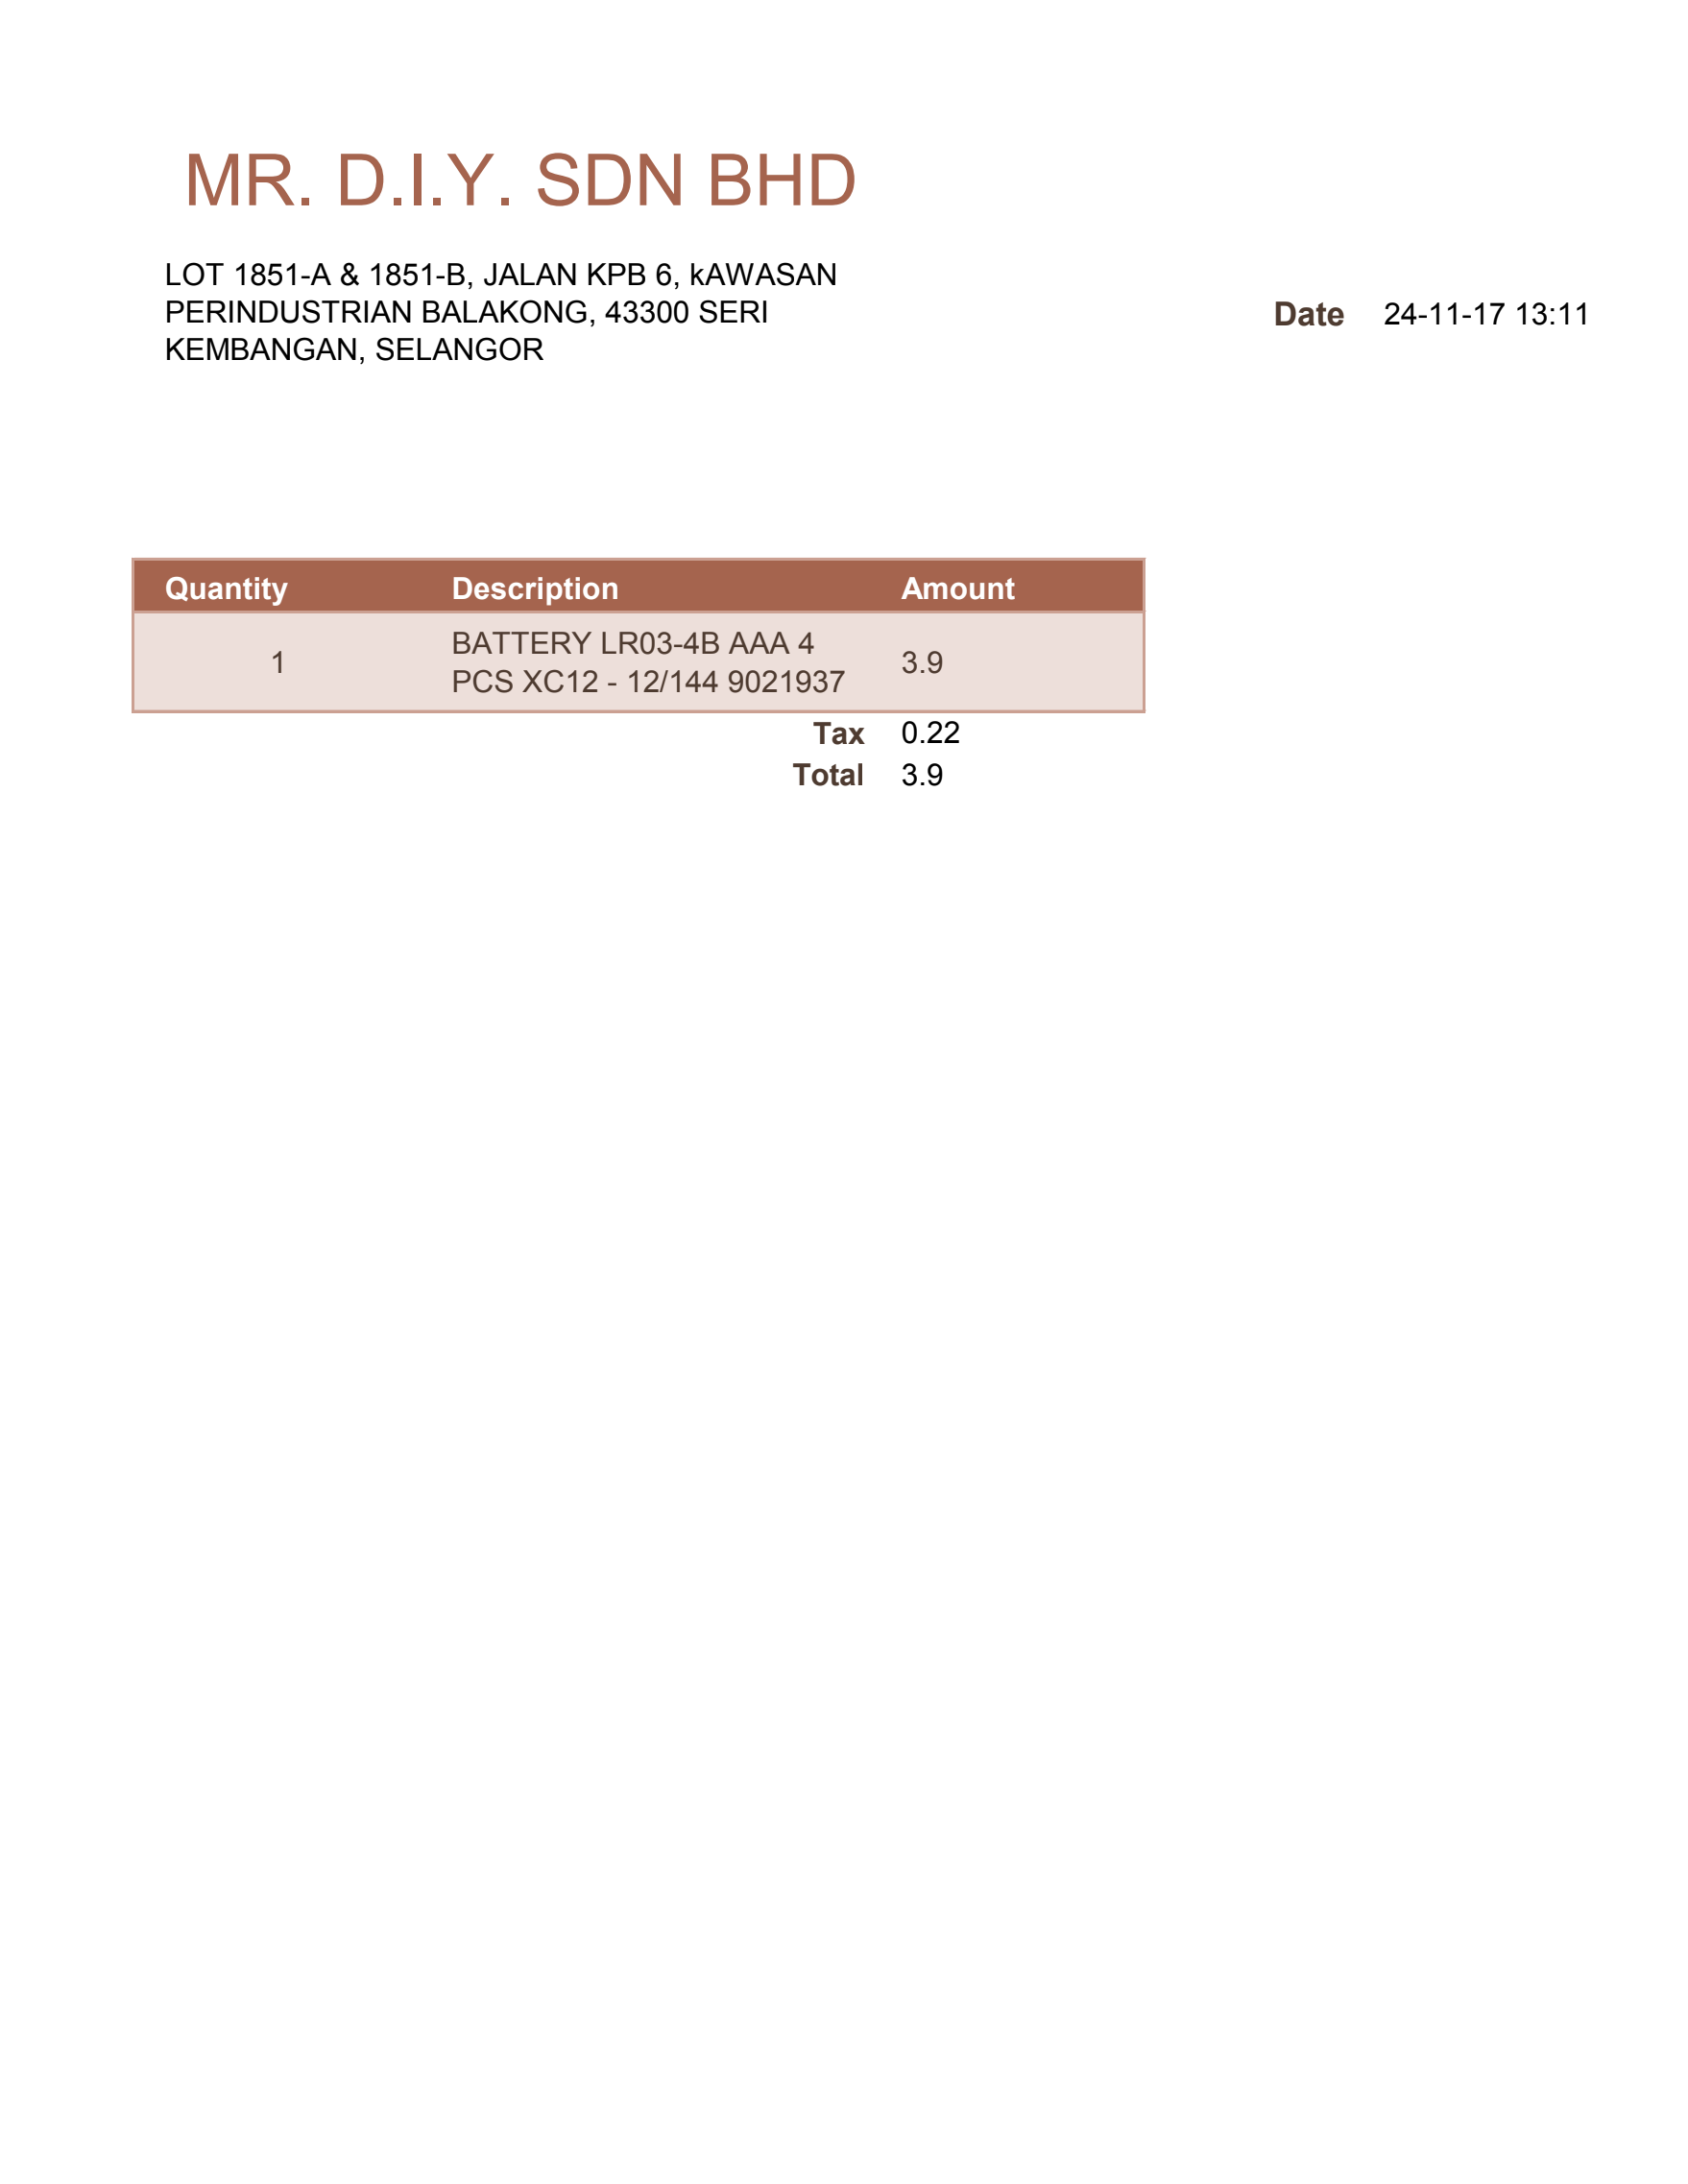 MR. D.I.Y. SDN BHD
LOT 1851-A & 1851-B, JALAN KPB 6, kAWASAN
PERINDUSTRIAN BALAKONG, 43300 SERI
KEMBANGAN, SELANGOR
Date 24-11-17 13:11
Quantity Description Amount
1 BATTERY LR03-4B AAA 4
PCS XC12 - 12/144 9021937 3.9
Tax 0.22
Total 3.9